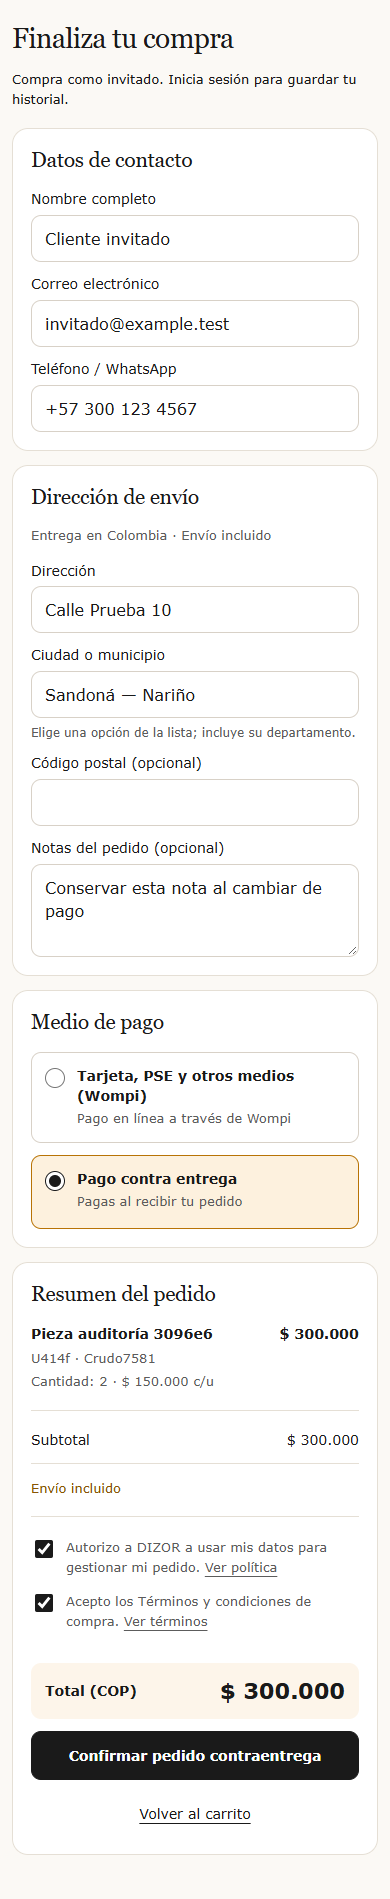 Finaliza tu compra
Compra como invitado. Inicia sesión para guardar tu
historial.
Datos de contacto
Nombre completo
Cliente invitado
Correo electrónico
invitado@example.test
Teléfono / WhatsApp
+57 300 123 4567
Dirección de envío
Entrega en Colombia · Envío incluido
Dirección
Calle Prueba 10
Ciudad o municipio
Sandoná — Nariño
Elige una opción de la lista; incluye su departamento.
Código postal (opcional)
Notas del pedido (opcional)
Conservar esta nota al cambiar de
pago
Medio de pago
Tarjeta, PSE y otros medios
(Wompi)
Pago en línea a través de Wompi
Pago contra entrega
Pagas al recibir tu pedido
Resumen del pedido
Pieza auditoría 3096e6 $ 300.000
U414f · Crudo7581
Cantidad: 2 · $ 150.000 c/u
Subtotal $ 300.000
Envío incluido
Autorizo a DIZOR a usar mis datos para
gestionar mi pedido. Ver política
Acepto los Términos y condiciones de
compra. Ver términos
Total (COP) $ 300.000
Confirmar pedido contraentrega
Volver al carrito